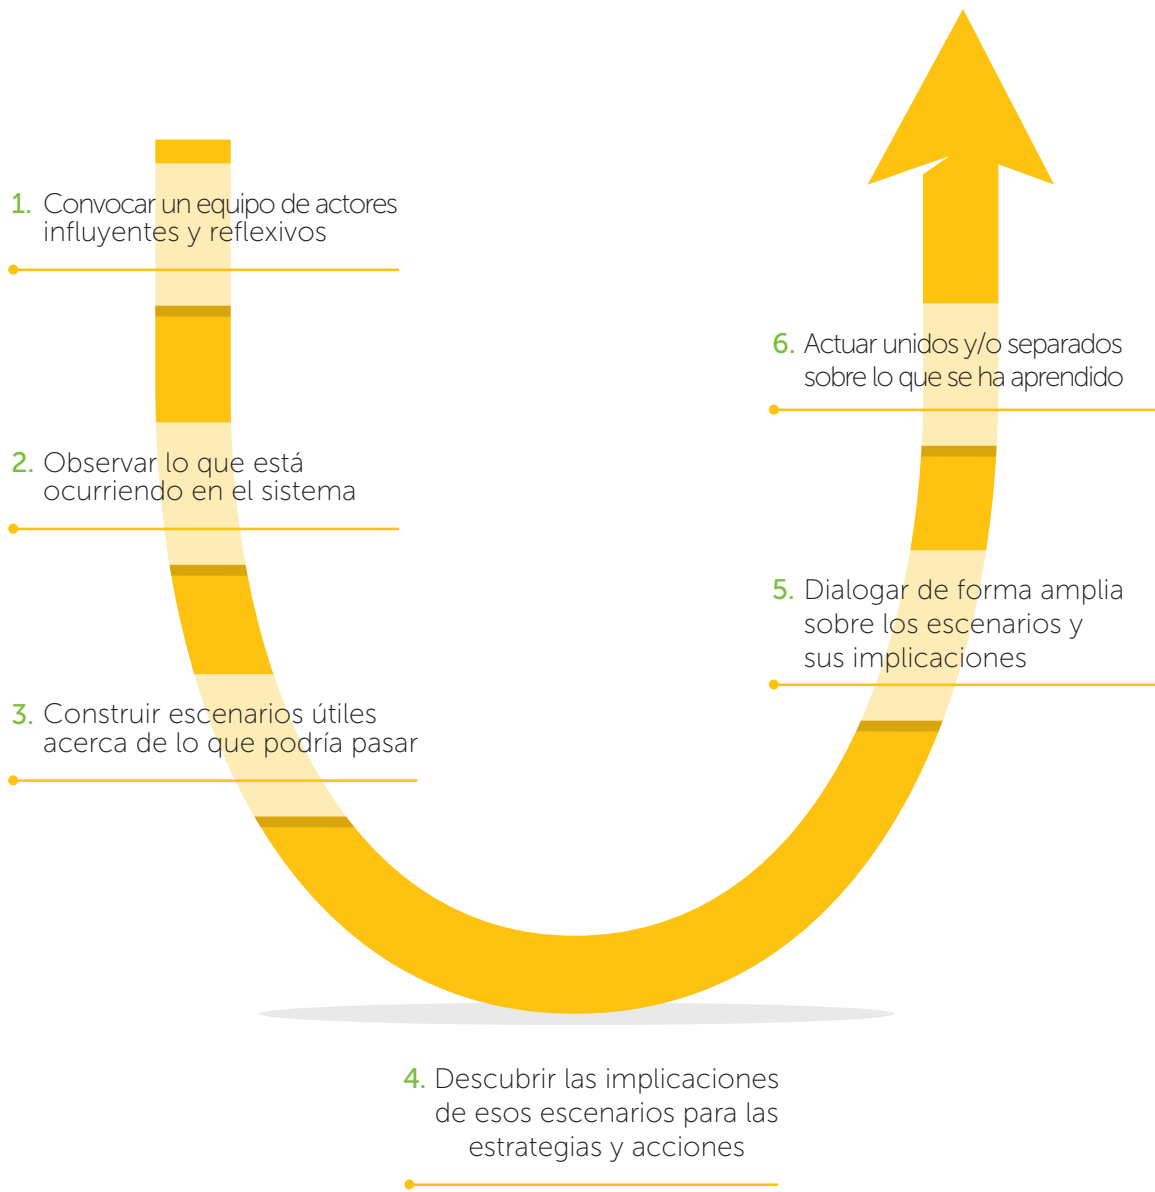 1. Convocar un equipo de actores
influyentes y reflexivos
2. Observar lo que está
ocurriendo en el sistema
3. Construir escenarios útiles
acerca de lo que podría pasar
4. Descubrir las implicaciones
de esos escenarios para las
estrategias y acciones
5. Dialogar de forma amplia
sobre los escenarios y
sus implicaciones
6. Actuar unidos y/o separados
sobre lo que se ha aprendido